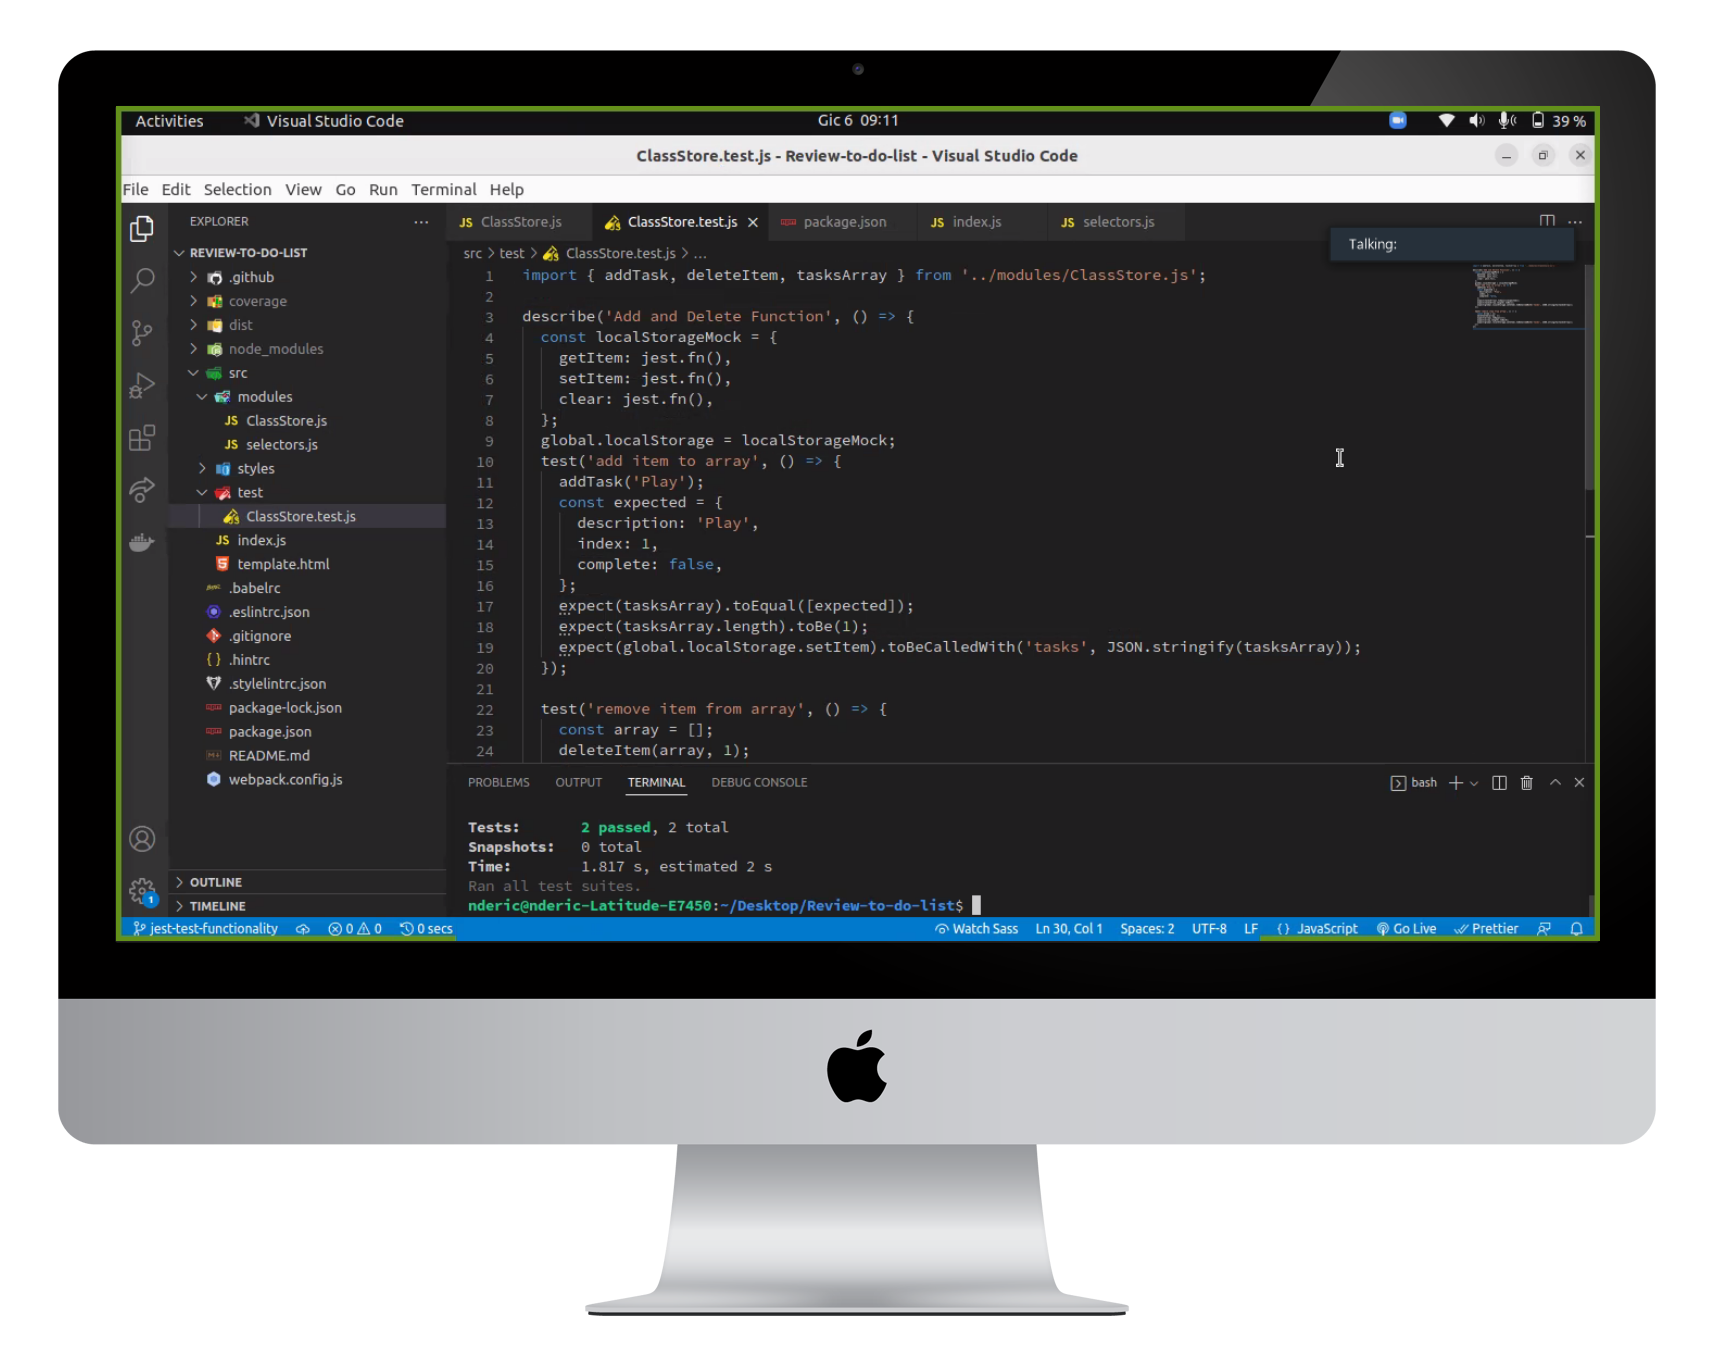 Activities Visual Studio Code Gic 6 09:11 39 %
ClassStore.test.js - Review-to-do-list - Visual Studio Code
File Edit Selection View Go Run Terminal Help
EXPLORER
REVIEW-TO-DO-LIST
.github
coverage
dist
node_modules
src
modules
JS ClassStore.js
JS selectors.js
styles
test
ClassStore.test.js
JS index.js
template.html
.babelrc
.eslintrc.json
.gitignore
{ } .hintrc
.stylelintrc.json
package-lock.json
package.json
README.md
webpack.config.js
OUTLINE
TIMELINE
JS ClassStore.js ClassStore.test.js package.json JS index.js JS selectors.js
Talking:
src > test > ClassStore.test.js > ...
1 import { addTask, deleteItem, tasksArray } from '../modules/ClassStore.js';
2
3 describe('Add and Delete Function', () => {
4 const localStorageMock = {
5 getItem: jest.fn(),
6 setItem: jest.fn(),
7 clear: jest.fn(),
8 };
9 global.localStorage = localStorageMock;
10 test('add item to array', () => {
11 addTask('Play');
12 const expected = {
13 description: 'Play',
14 index: 1,
15 complete: false,
16 };
17 expect(tasksArray).toEqual([expected]);
18 expect(tasksArray.length).toBe(1);
19 expect(global.localStorage.setItem).toBeCalledWith('tasks', JSON.stringify(tasksArray));
20 });
21
22 test('remove item from array', () => {
23 const array = [];
24 deleteItem(array, 1);
PROBLEMS OUTPUT TERMINAL DEBUG CONSOLE bash
Tests: 2 passed, 2 total
Snapshots: 0 total
Time: 1.817 s, estimated 2 s
Ran all test suites.
nderic@nderic-Latitude-E7450:~/Desktop/Review-to-do-list$
1
jest-test-functionality 0 0 0 secs Watch Sass Ln 30, Col 1 Spaces: 2 UTF-8 LF { } JavaScript Go Live Prettier